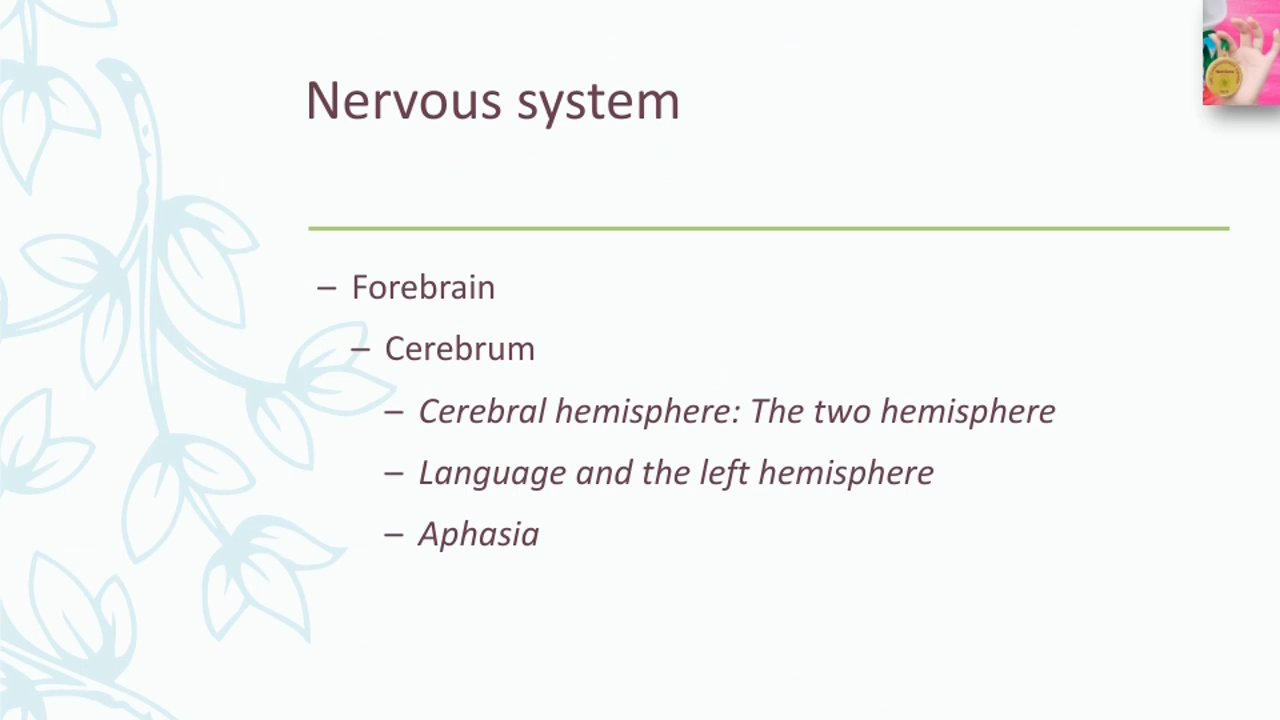 Nervous system
– Forebrain
– Cerebrum
– Cerebral hemisphere: The two hemisphere
– Language and the left hemisphere
– Aphasia